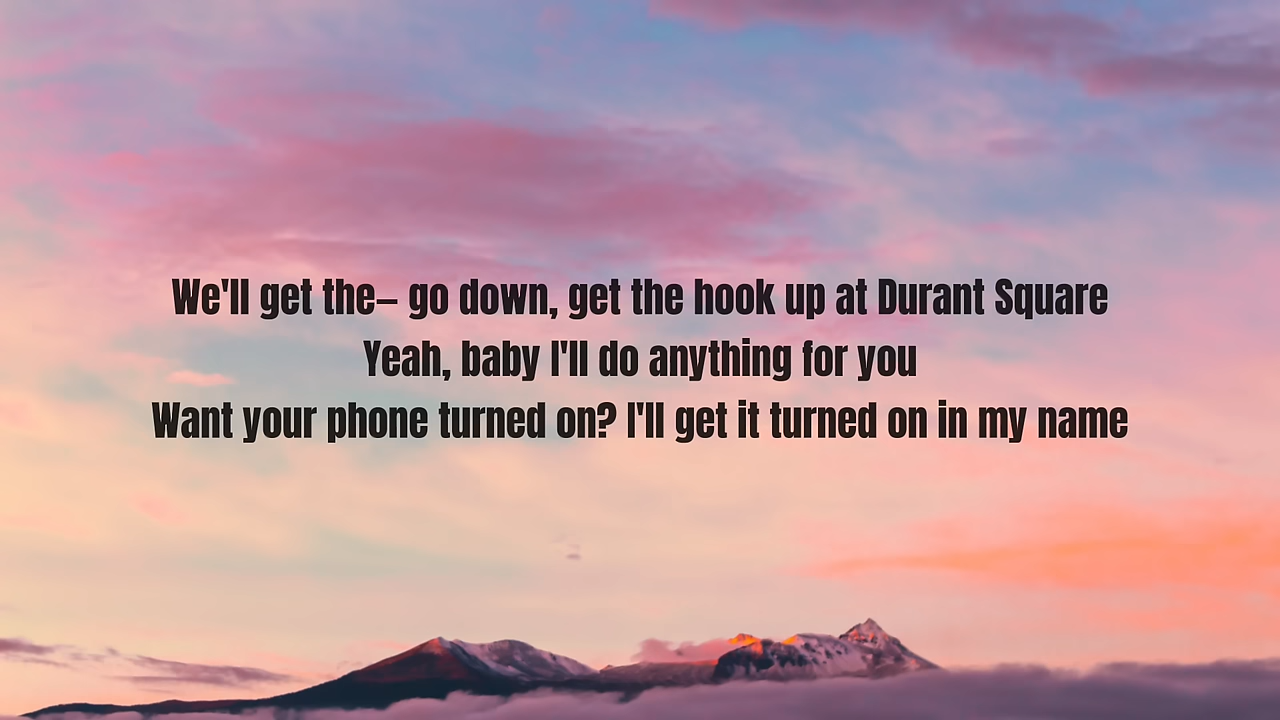 We'll get the– go down, get the hook up at Durant Square
Yeah, baby I'll do anything for you
Want your phone turned on? I'll get it turned on in my name